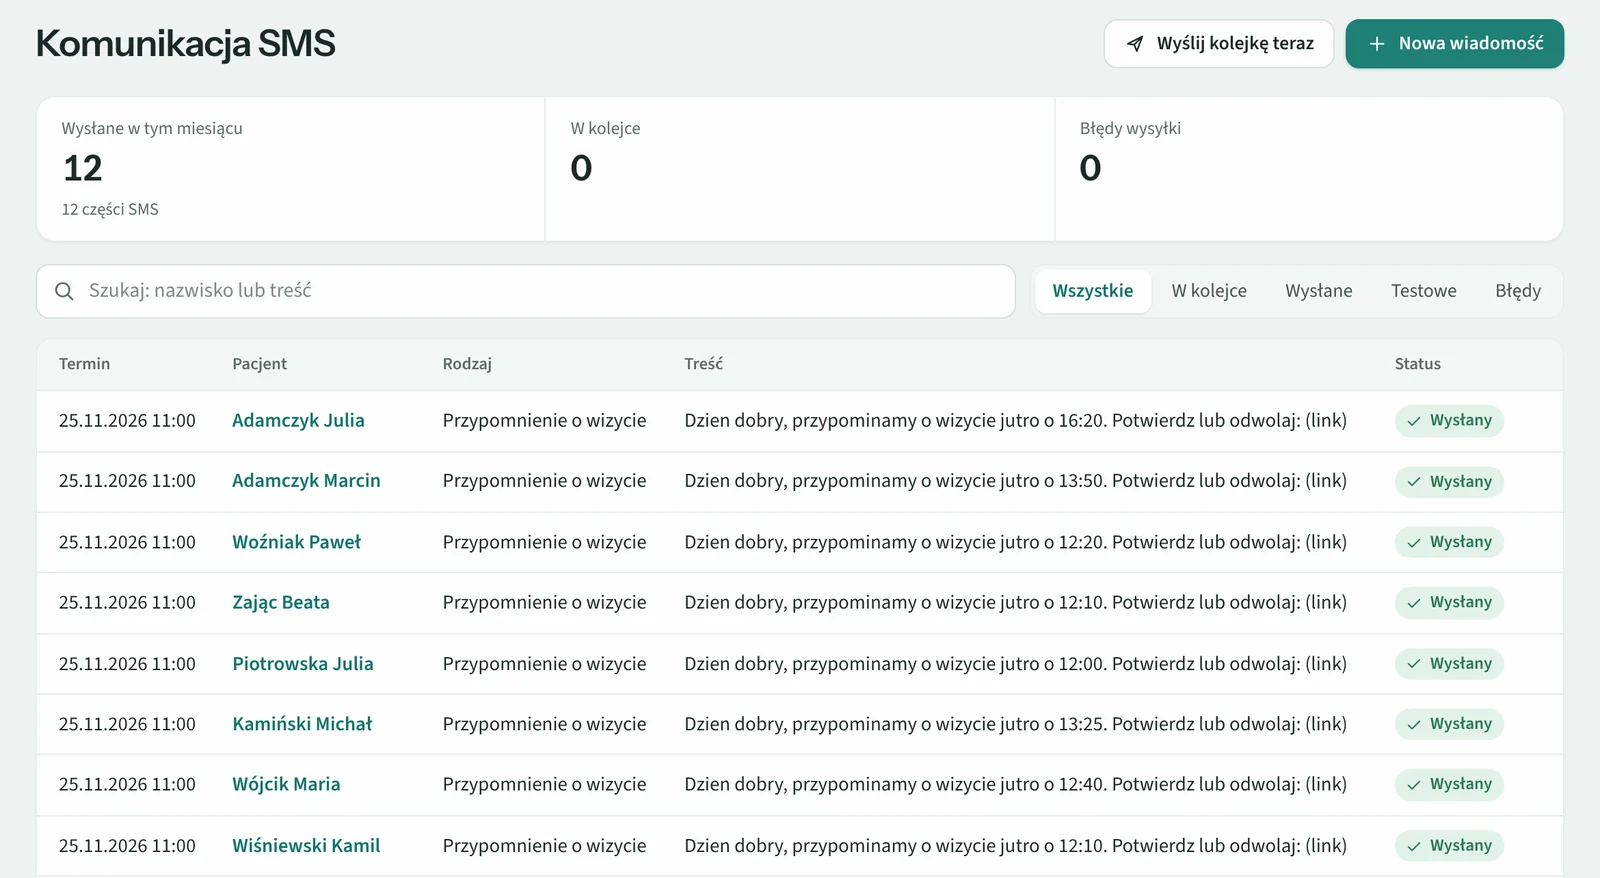 Komunikacja SMS
Wyślij kolejkę teraz
Nowa wiadomość
Wysłane w tym miesiącu
12
12 części SMS
W kolejce
0
Błędy wysyłki
0
Szukaj: nazwisko lub treść
Wszystkie W kolejce Wysłane Testowe Błędy
Termin Pacjent Rodzaj Treść Status
25.11.2026 11:00 Adamczyk Julia Przypomnienie o wizycie Dzien dobry, przypominamy o wizycie jutro o 16:20. Potwierdz lub odwolaj: (link) Wysłany
25.11.2026 11:00 Adamczyk Marcin Przypomnienie o wizycie Dzien dobry, przypominamy o wizycie jutro o 13:50. Potwierdz lub odwolaj: (link) Wysłany
25.11.2026 11:00 Woźniak Paweł Przypomnienie o wizycie Dzien dobry, przypominamy o wizycie jutro o 12:20. Potwierdz lub odwolaj: (link) Wysłany
25.11.2026 11:00 Zając Beata Przypomnienie o wizycie Dzien dobry, przypominamy o wizycie jutro o 12:10. Potwierdz lub odwolaj: (link) Wysłany
25.11.2026 11:00 Piotrowska Julia Przypomnienie o wizycie Dzien dobry, przypominamy o wizycie jutro o 12:00. Potwierdz lub odwolaj: (link) Wysłany
25.11.2026 11:00 Kamiński Michał Przypomnienie o wizycie Dzien dobry, przypominamy o wizycie jutro o 13:25. Potwierdz lub odwolaj: (link) Wysłany
25.11.2026 11:00 Wójcik Maria Przypomnienie o wizycie Dzien dobry, przypominamy o wizycie jutro o 12:40. Potwierdz lub odwolaj: (link) Wysłany
25.11.2026 11:00 Wiśniewski Kamil Przypomnienie o wizycie Dzien dobry, przypominamy o wizycie jutro o 12:10. Potwierdz lub odwolaj: (link) Wysłany